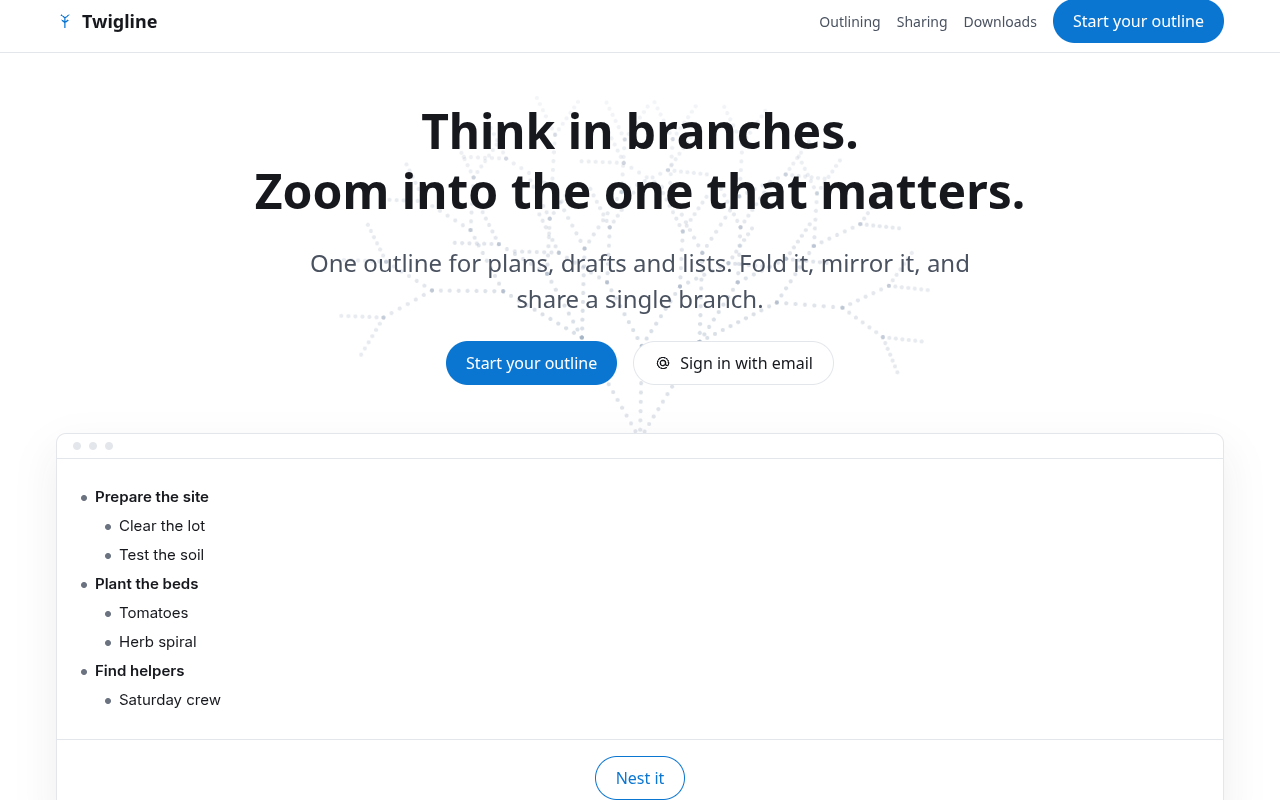 Twigline
Outlining Sharing Downloads Start your outline
Think in branches.
Zoom into the one that matters.
One outline for plans, drafts and lists. Fold it, mirror it, and
share a single branch.
Start your outline
Sign in with email
Prepare the site
Clear the lot
Test the soil
Plant the beds
Tomatoes
Herb spiral
Find helpers
Saturday crew
Nest it